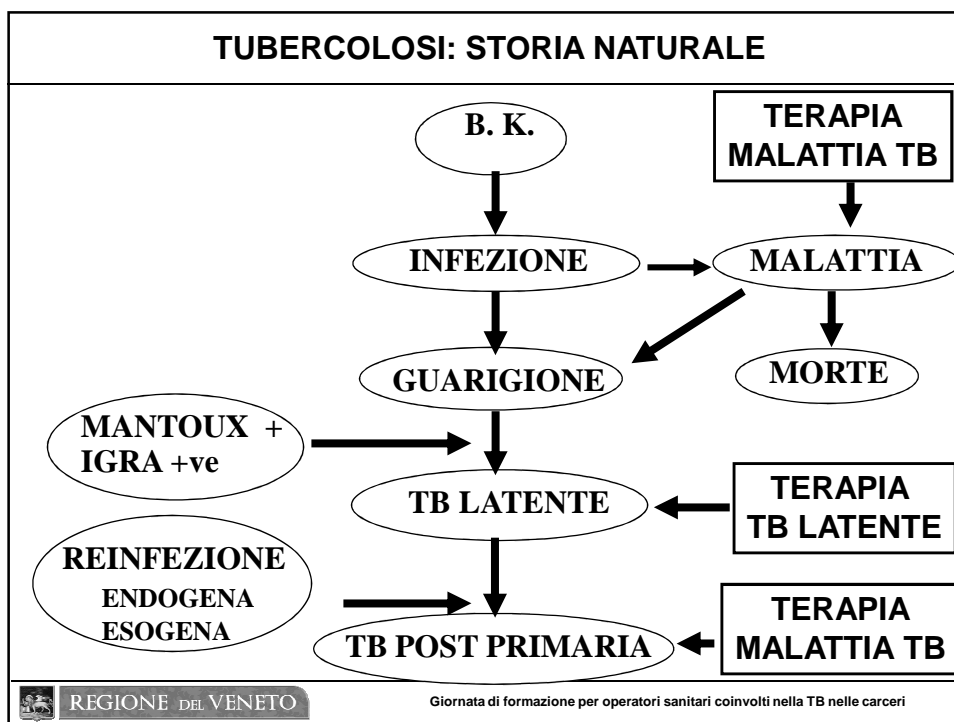 TUBERCOLOSI: STORIA NATURALE
B. K.
TERAPIA
MALATTIA TB
INFEZIONE
MALATTIA
GUARIGIONE
MORTE
MANTOUX +
IGRA +ve
TB LATENTE
TERAPIA
TB LATENTE
REINFEZIONE
ENDOGENA
ESOGENA
TB POST PRIMARIA
TERAPIA
MALATTIA TB
REGIONE DEL VENETO
Giornata di formazione per operatori sanitari coinvolti nella TB nelle carceri